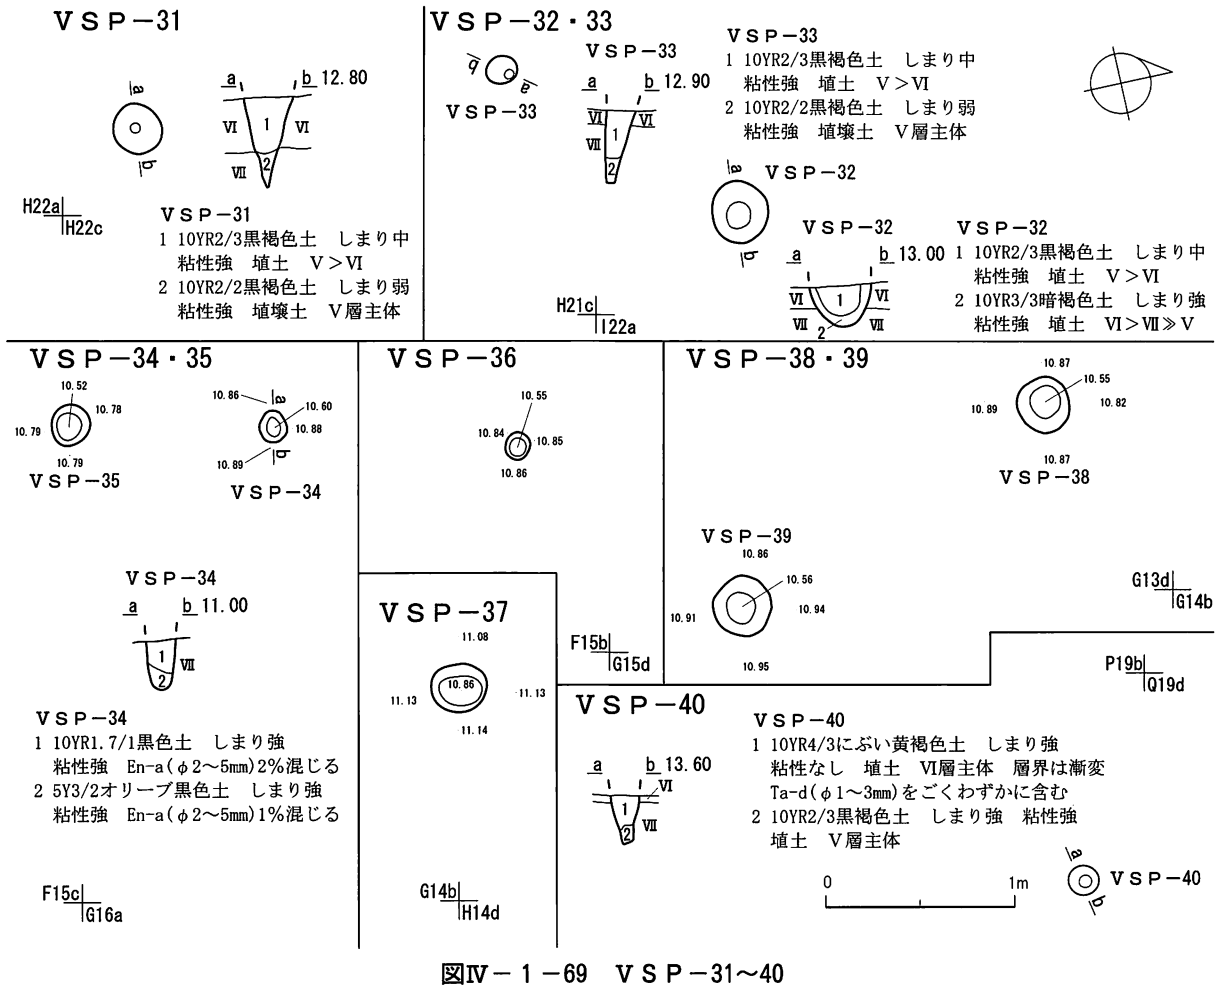 ⅤＳＰ－31
a
b
a
b 12.80
Ⅵ
1
Ⅵ
Ⅶ
2
H22a
H22c
ⅤＳＰ－31
1 10YR2/3黒褐色土　しまり中
粘性強　埴土　Ⅴ＞Ⅵ
2 10YR2/2黒褐色土　しまり弱
粘性強　埴壌土　Ⅴ層主体
ⅤＳＰ－32・33
b
a
ⅤＳＰ－33
ⅤＳＰ－33
a
b 12.90
Ⅵ
1
Ⅵ
Ⅶ
2
ⅤＳＰ－33
1 10YR2/3黒褐色土　しまり中
粘性強　埴土　Ⅴ＞Ⅵ
2 10YR2/2黒褐色土　しまり弱
粘性強　埴壌土　Ⅴ層主体
a
b
ⅤＳＰ－32
ⅤＳＰ－32
a
b 13.00
Ⅵ
1
Ⅵ
Ⅶ
2
Ⅶ
ⅤＳＰ－32
1 10YR2/3黒褐色土　しまり中
粘性強　埴土　Ⅴ＞Ⅵ
2 10YR3/3暗褐色土　しまり強
粘性強　埴土　Ⅵ＞Ⅶ≫Ⅴ
H21c
I22a
ⅤＳＰ－34・35
10.52
10.78
10.79
10.79
ⅤＳＰ－35
10.86
a
10.60
10.88
10.89
b
ⅤＳＰ－34
ⅤＳＰ－34
a
b 11.00
1
Ⅶ
2
ⅤＳＰ－34
1 10YR1.7/1黒色土　しまり強
粘性強　En-a(φ2～5mm)2%混じる
2 5Y3/2オリーブ黒色土　しまり強
粘性強　En-a(φ2～5mm)1%混じる
F15c
G16a
ⅤＳＰ－36
10.55
10.84
10.85
10.86
F15b
G15d
ⅤＳＰ－37
11.08
10.86
11.13
11.13
11.14
G14b
H14d
ⅤＳＰ－38・39
10.87
10.55
10.89
10.82
10.87
ⅤＳＰ－38
ⅤＳＰ－39
10.86
10.56
10.91
10.94
10.95
G13d
G14b
ⅤＳＰ－40
a
b 13.60
Ⅵ
1
Ⅶ
2
ⅤＳＰ－40
1 10YR4/3にぶい黄褐色土　しまり強
粘性なし　埴土　Ⅵ層主体　層界は漸変
Ta-d(φ1～3mm)をごくわずかに含む
2 10YR2/3黒褐色土　しまり強　粘性強
埴土　Ⅴ層主体
P19b
Q19d
a
b
ⅤＳＰ－40
0
1m
図Ⅳ－１－69　ⅤＳＰ－31～40